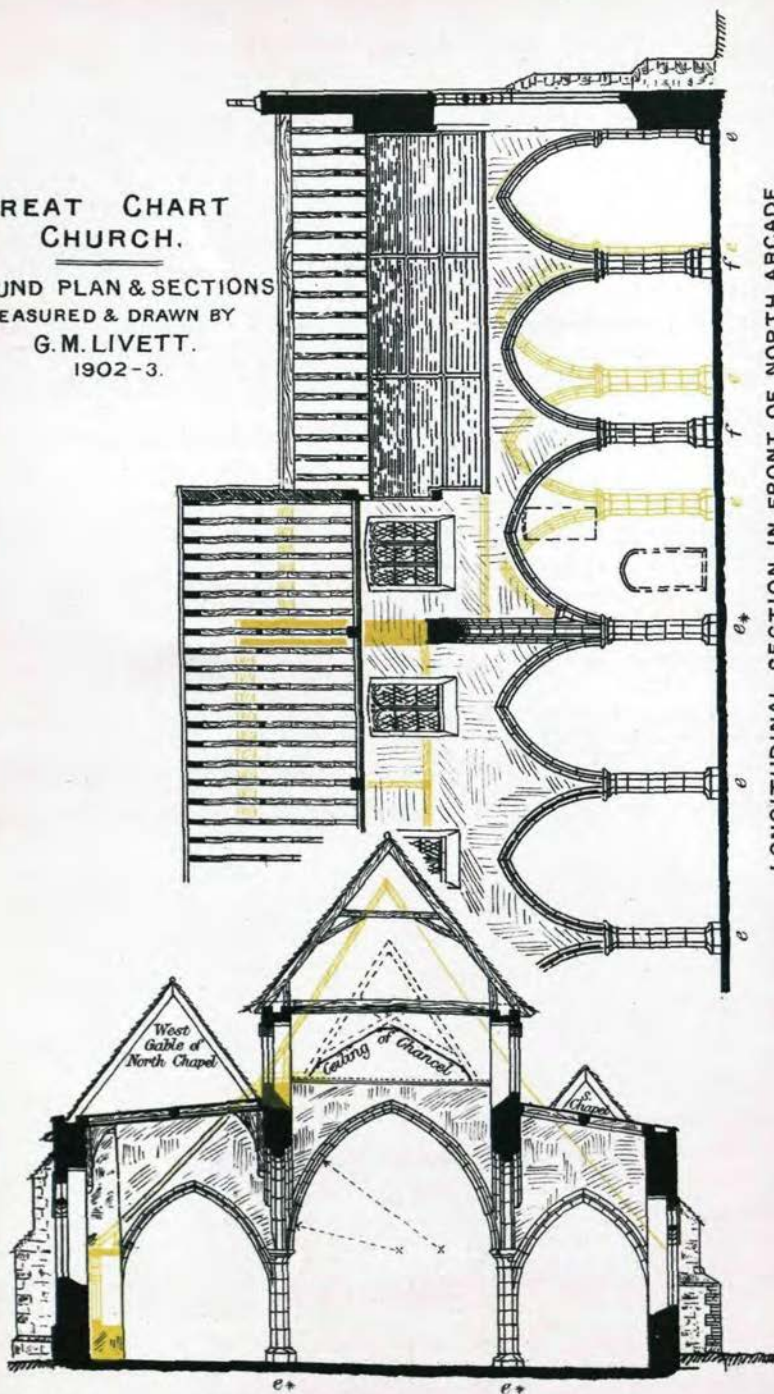 REAT CHART
CHURCH.
UND PLAN & SECTIONS
EASURED & DRAWN BY
G. M. LIVETT.
1902-3.
e
e
f
e
f
e
e*
e
e
LONGITUDINAL SECTION IN FRONT OF NORTH ARCADE
West
Gable of
North Chapel
Ceiling of Chancel
S.
Chapel
x
x
e*
e*